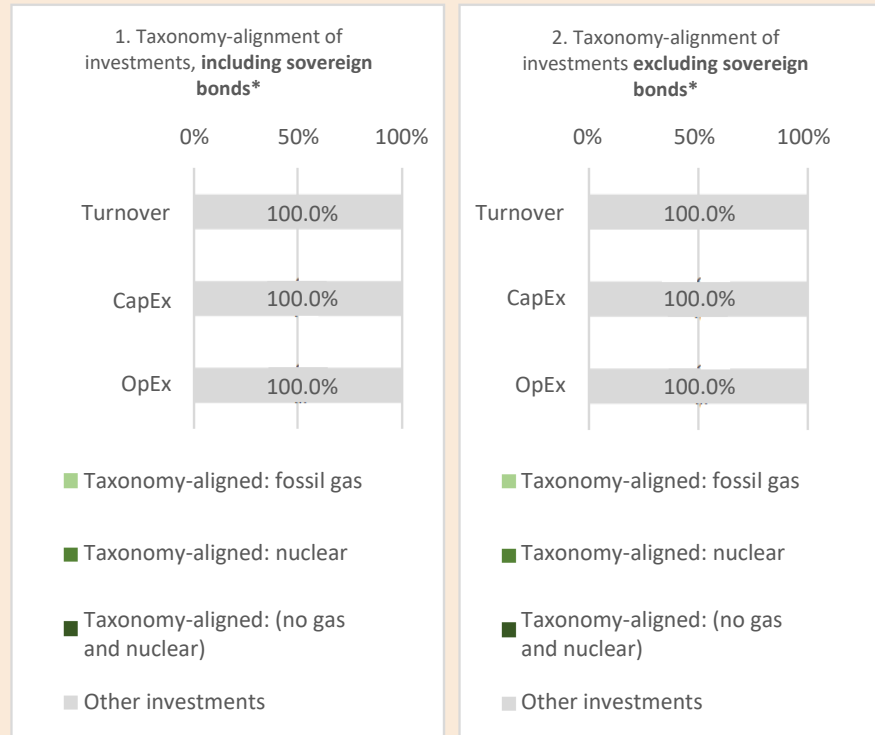 1. Taxonomy-alignment of
investments, including sovereign
bonds*
0% 50% 100%
Turnover 100.0%
CapEx 100.0%
OpEx 100.0%
Taxonomy-aligned: fossil gas
Taxonomy-aligned: nuclear
Taxonomy-aligned: (no gas
and nuclear)
Other investments
2. Taxonomy-alignment of
investments excluding sovereign
bonds*
0% 50% 100%
Turnover 100.0%
CapEx 100.0%
OpEx 100.0%
Taxonomy-aligned: fossil gas
Taxonomy-aligned: nuclear
Taxonomy-aligned: (no gas
and nuclear)
Other investments